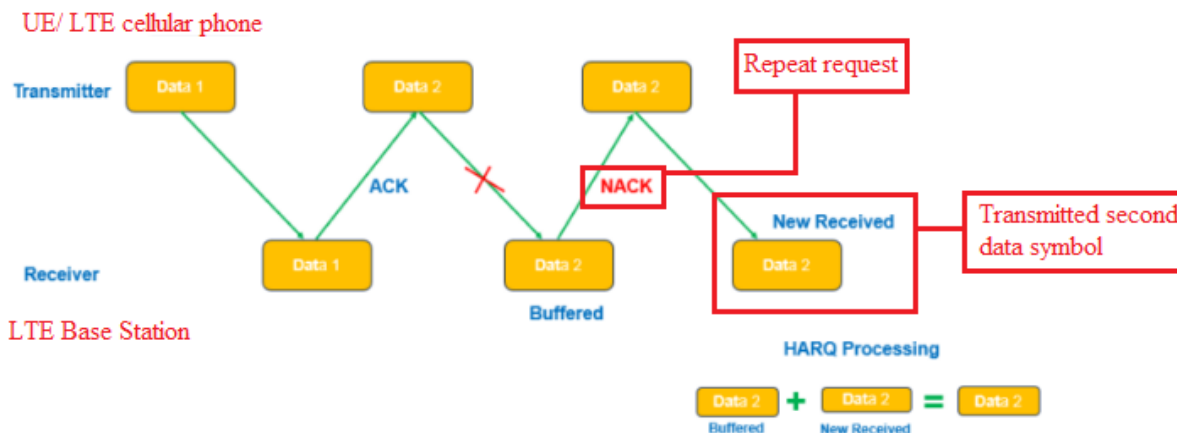 UE/ LTE cellular phone
Repeat request
Transmitter
Data 1
Data 2
Data 2
ACK
NACK
New Received
Transmitted second
data symbol
Receiver
Data 1
Data 2
Data 2
Buffered
LTE Base Station
HARQ Processing
Data 2 + Data 2 = Data 2
Buffered
New Received